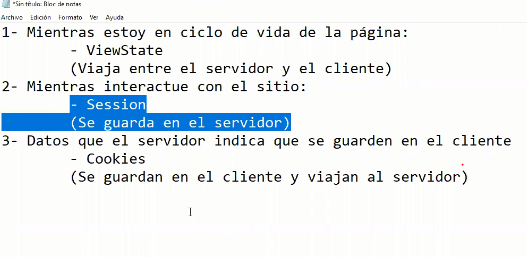 *Sin título: Bloc de notas
Archivo Edición Formato Ver Ayuda
1- Mientras estoy en ciclo de vida de la página:
- ViewState
(Viaja entre el servidor y el cliente)
2- Mientras interactue con el sitio:
- Session
(Se guarda en el servidor)
3- Datos que el servidor indica que se guarden en el cliente
- Cookies
(Se guardan en el cliente y viajan al servidor)